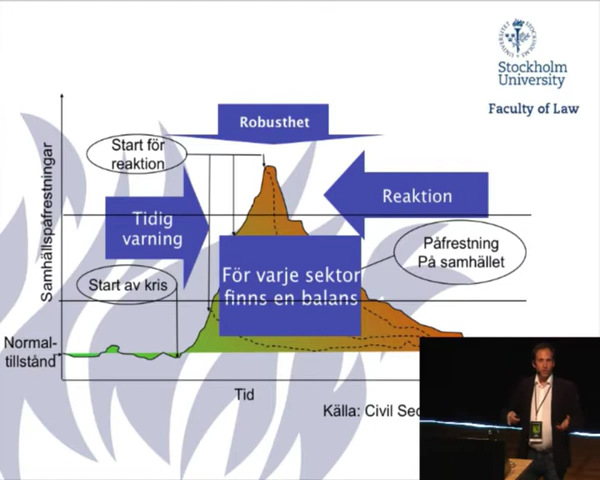 Stockholm
University
Faculty of Law
Robusthet
Start för
reaktion
Reaktion
Tidig
varning
Påfrestning
På samhället
För varje sektor
finns en balans
Start av kris
Samhällspåfrestningar
Normal-
tillstånd
Tid
Källa: Civil